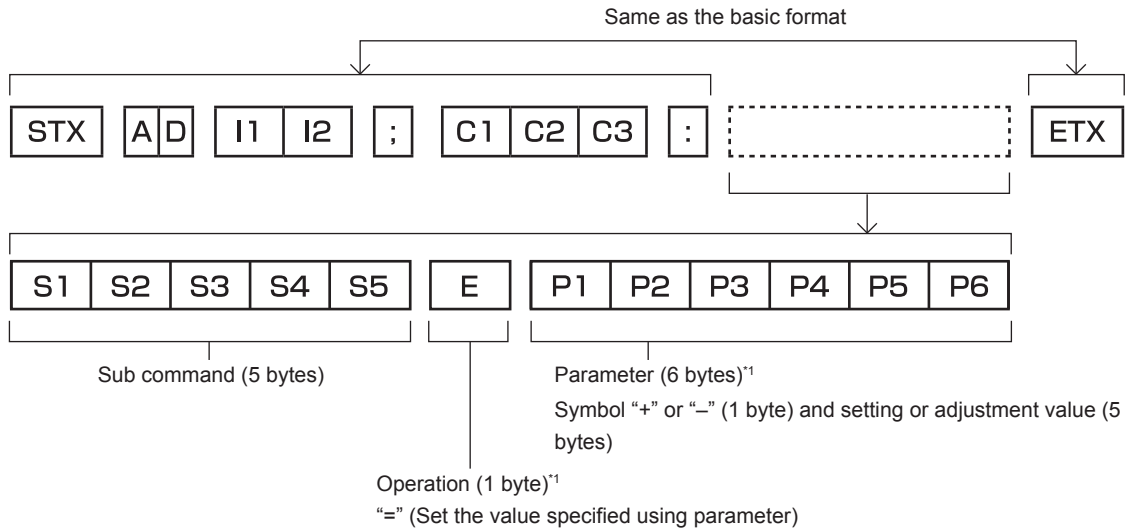 Same as the basic format
STX A D I1 I2 ; C1 C2 C3 : ETX
S1 S2 S3 S4 S5 E P1 P2 P3 P4 P5 P6
Sub command (5 bytes)
Parameter (6 bytes)*1
Symbol “+” or “–” (1 byte) and setting or adjustment value (5
bytes)
Operation (1 byte)*1
“=” (Set the value specified using parameter)